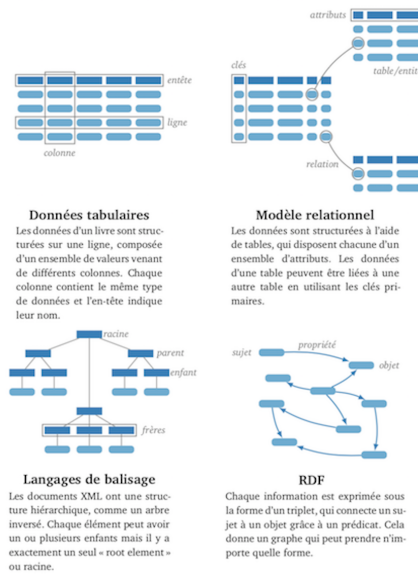 entête
ligne
colonne
Données tabulaires
Les données d'un livre sont struc-
turées sur une ligne, composée
d'un ensemble de valeurs venant
de différents colonnes. Chaque
colonne contient le même type
de données et l'en-tête indique
leur nom.
attributs
clés
table/entit
relation
Modèle relationnel
Les données sont structurées à l'aide
de tables, qui disposent chacune d'un
ensemble d'attributs. Les données
d'une table peuvent être liées à une
autre table en utilisant les clés pri-
maires.
racine
parent
enfant
frères
Langages de balisage
Les documents XML ont une struc-
ture hiérarchique, comme un arbre
inversé. Chaque élément peut avoir
un ou plusieurs enfants mais il y a
exactement un seul « root element »
ou racine.
sujet
propriété
objet
RDF
Chaque information est exprimée sous
la forme d'un triplet, qui connecte un su-
jet à un objet grâce à un prédicat. Cela
donne un graphe qui peut prendre n'im-
porte quelle forme.